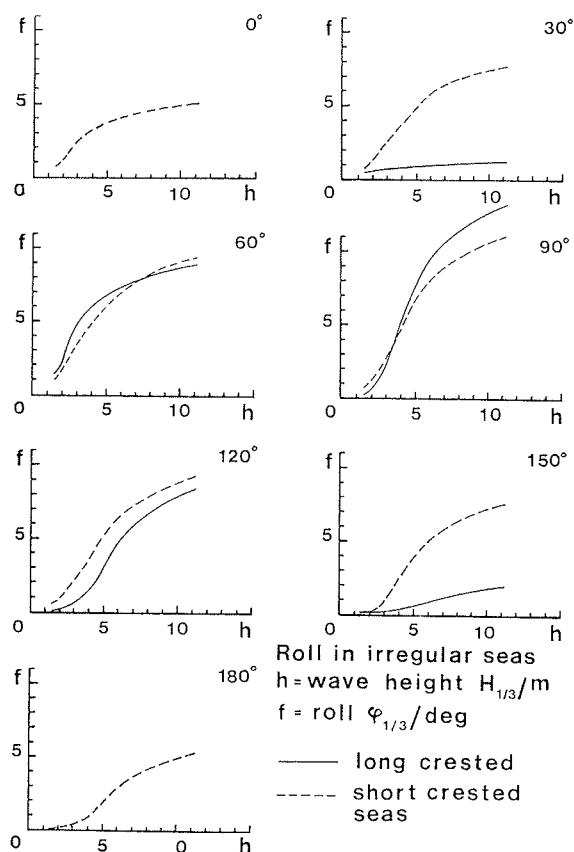 f 0°
5
a 5 10 h
f 30°
5
0 5 10 h
f 60°
5
0 5 10 h
f 90°
5
0 5 10 h
f 120°
5
0 5 10 h
f 150°
5
0 5 10 h
f 180°
5
0 5 0 h
Roll in irregular seas
h = wave height H1/3/m
f = roll φ1/3/deg
long crested
short crested
seas